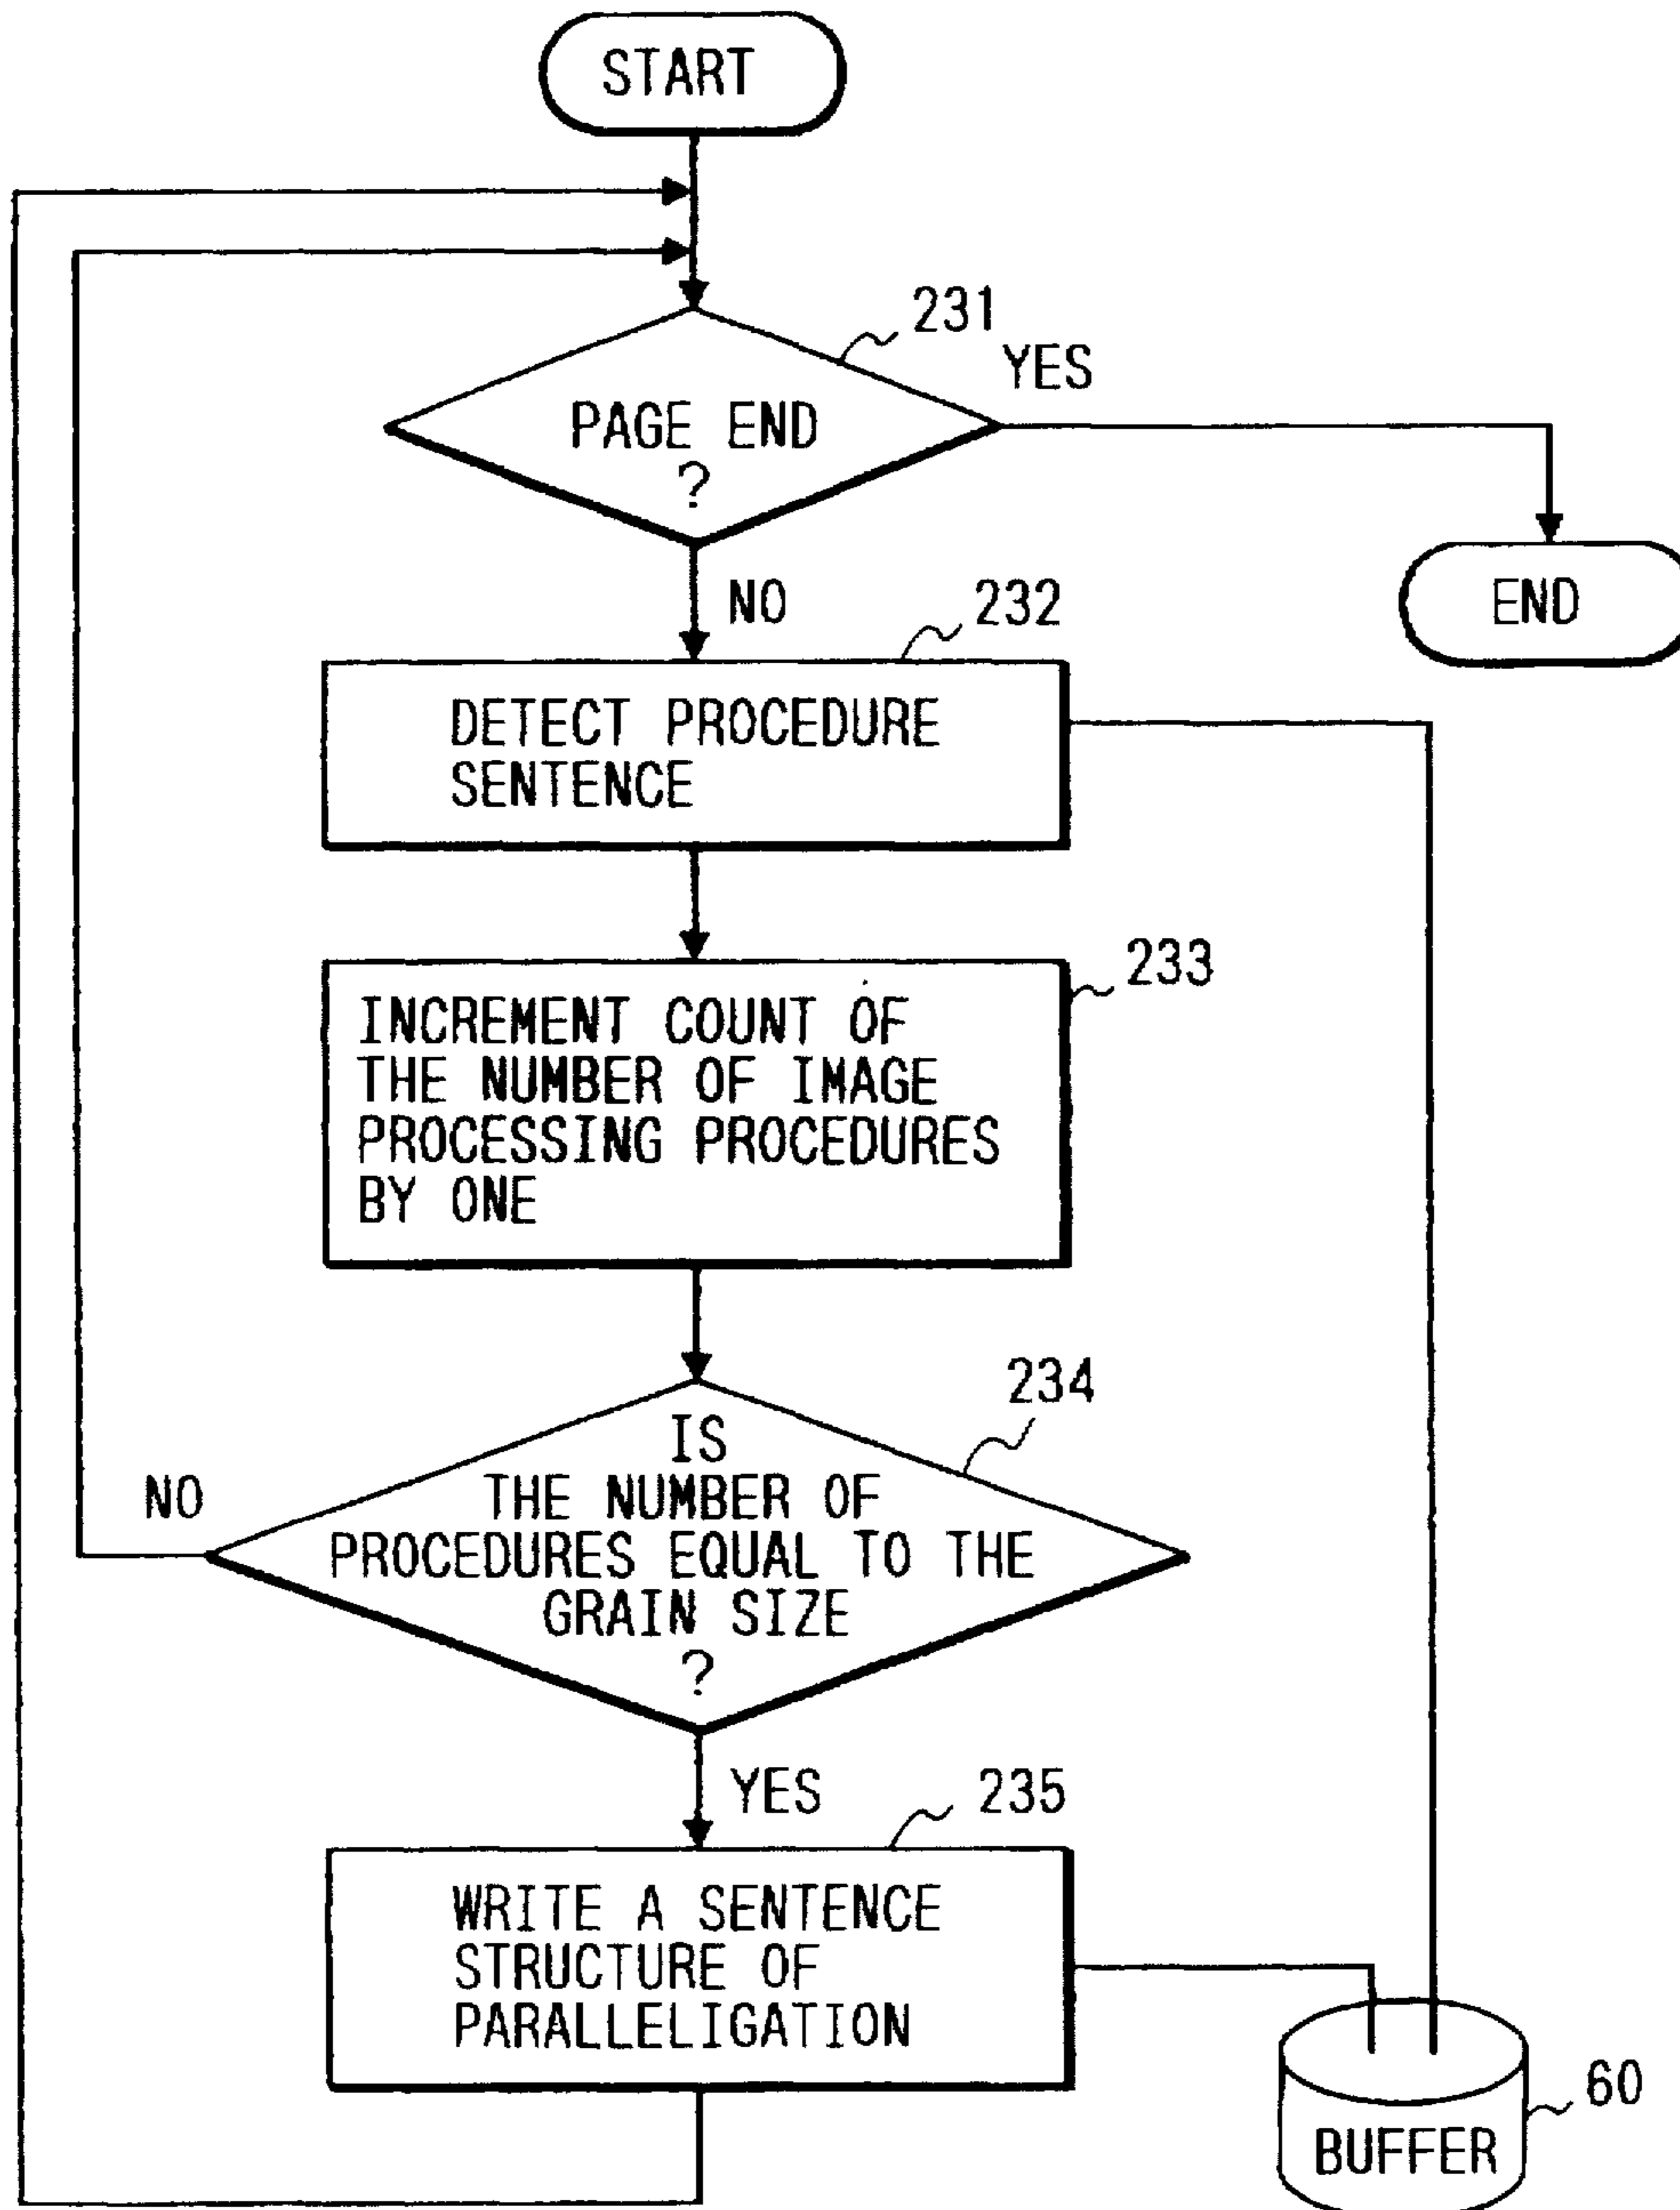 START
231
YES
PAGE END
?
NO
232
END
DETECT PROCEDURE
SENTENCE
233
INCREMENT COUNT OF
THE NUMBER OF IMAGE
PROCESSING PROCEDURES
BY ONE
234
IS
NO
THE NUMBER OF
PROCEDURES EQUAL TO THE
GRAIN SIZE
?
YES
235
WRITE A SENTENCE
STRUCTURE OF
PARALLELIGATION
60
BUFFER